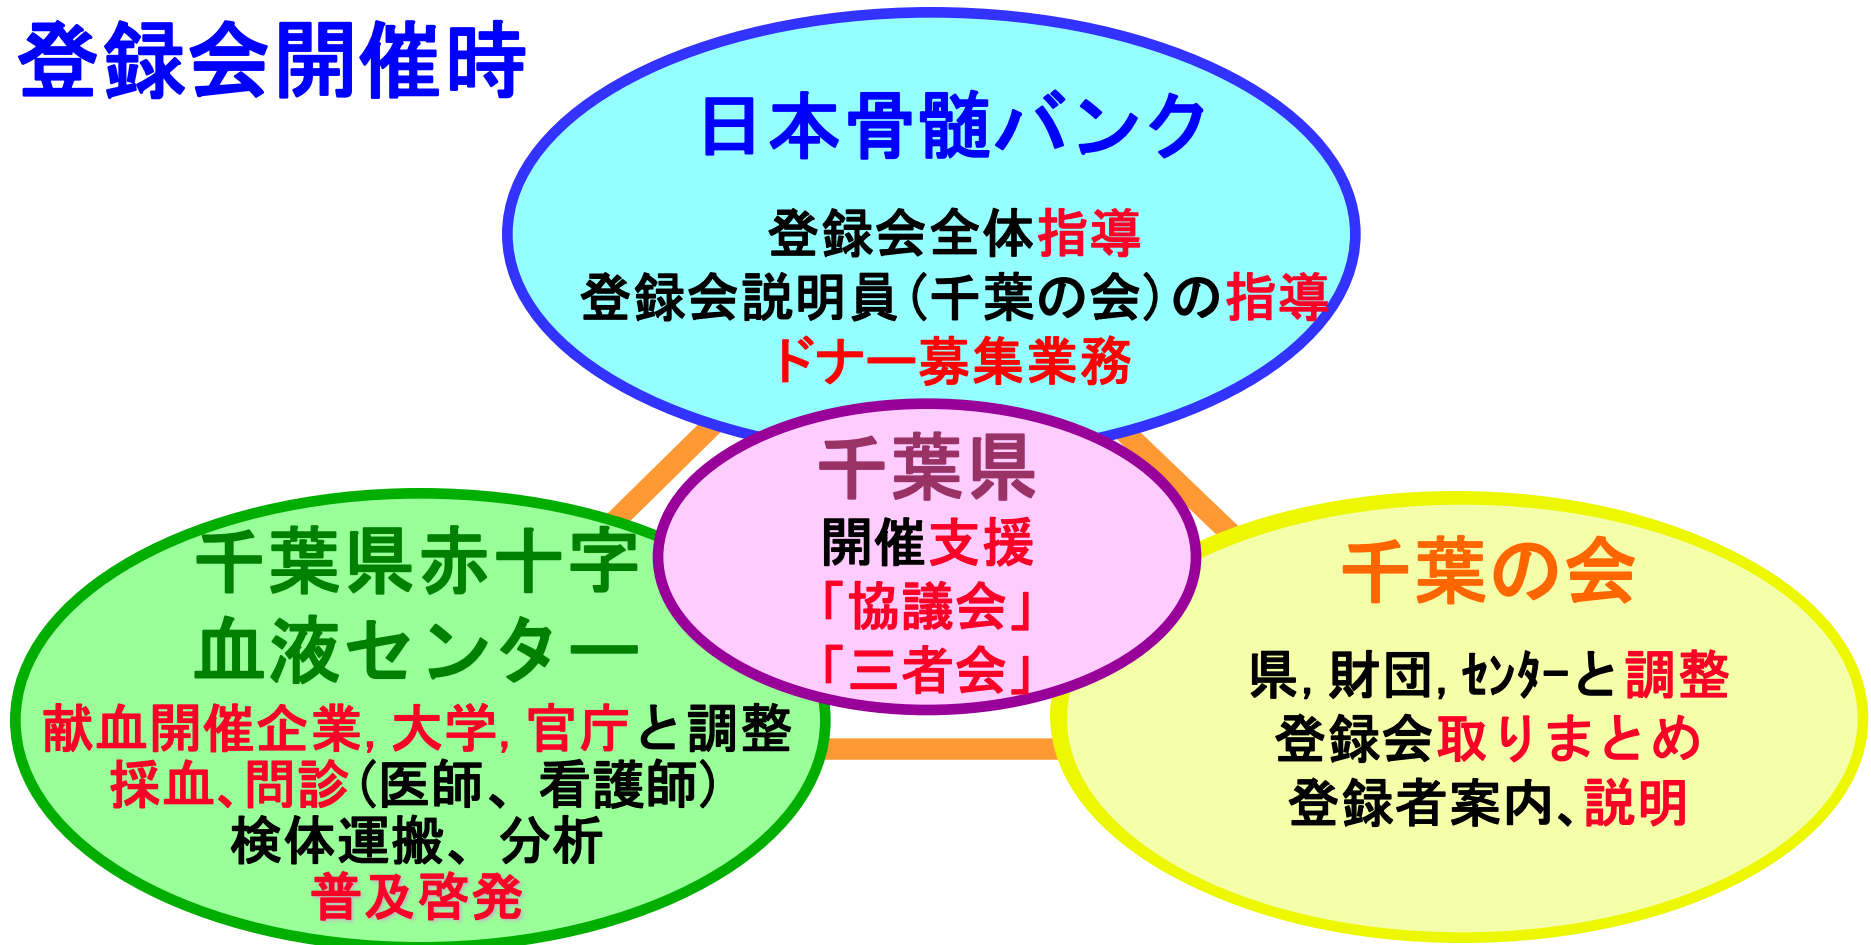 登録会開催時
日本骨髄バンク
登録会全体指導
登録会説明員(千葉の会)の指導
ドナー募集業務
千葉県
開催支援
「協議会」
「三者会」
千葉県赤十字
血液センター
献血開催企業,大学,官庁と調整
採血、問診(医師、看護師)
検体運搬、分析
普及啓発
千葉の会
県,財団,ｾﾝﾀｰと調整
登録会取りまとめ
登録者案内、説明